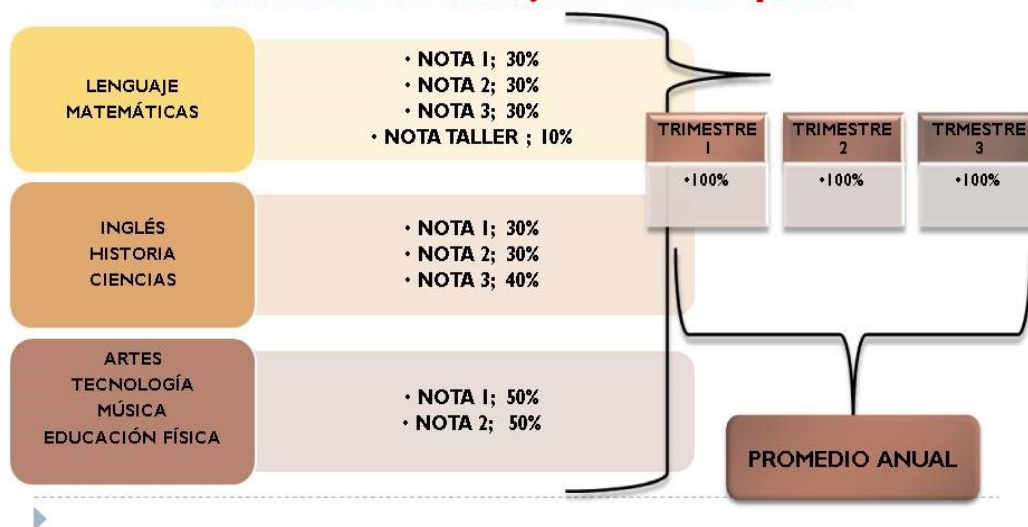 LENGUAJE
MATEMÁTICAS
• NOTA 1; 30%
• NOTA 2; 30%
• NOTA 3; 30%
• NOTA TALLER ; 10%
INGLÉS
HISTORIA
CIENCIAS
• NOTA 1; 30%
• NOTA 2; 30%
• NOTA 3; 40%
ARTES
TECNOLOGÍA
MÚSICA
EDUCACIÓN FÍSICA
• NOTA 1; 50%
• NOTA 2; 50%
TRIMESTRE
1
•100%
TRIMESTRE
2
•100%
TRMESTRE
3
•100%
PROMEDIO ANUAL